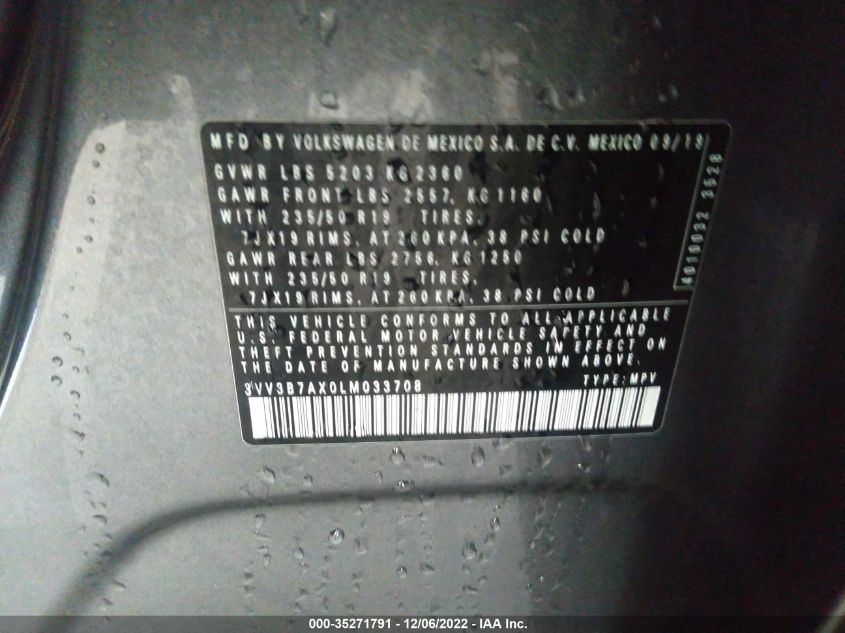 MFD BY VOLKSWAGEN DE MEXICO S.A. DE C.V. MEXICO 09/19
GVWR LBS 5203 KG 2360
GAWR FRONT LBS 2557, KG 1160
WITH 235/50 R19 TIRES,
7JX19 RIMS, AT 260 KPA, 38 PSI COLD
GAWR REAR LBS 2756, KG 1250
WITH 235/50 R19 TIRES,
7JX19 RIMS, AT 260 KPA, 38 PSI COLD
4010032 3528
THIS VEHICLE CONFORMS TO ALL APPLICABLE
U.S. FEDERAL MOTOR VEHICLE SAFETY AND
THEFT PREVENTION STANDARDS IN EFFECT ON
THE DATE OF MANUFACTURE SHOWN ABOVE.
3VV3B7AX0LM033708 TYPE: MPV
000-35271791 - 12/06/2022 - IAA Inc.